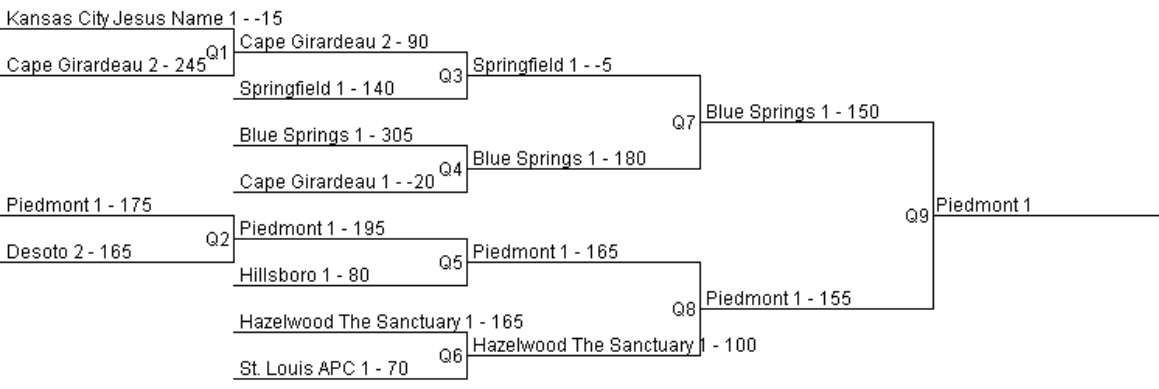 Kansas City Jesus Name 1 - -15
Cape Girardeau 2 - 245
Q1
Cape Girardeau 2 - 90
Springfield 1 - 140
Q3
Springfield 1 - -5
Blue Springs 1 - 305
Cape Girardeau 1 - -20
Q4
Blue Springs 1 - 180
Q7
Blue Springs 1 - 150
Piedmont 1 - 175
Desoto 2 - 165
Q2
Piedmont 1 - 195
Hillsboro 1 - 80
Q5
Piedmont 1 - 165
Hazelwood The Sanctuary 1 - 165
St. Louis APC 1 - 70
Q6
Hazelwood The Sanctuary 1 - 100
Q8
Piedmont 1 - 155
Q9
Piedmont 1